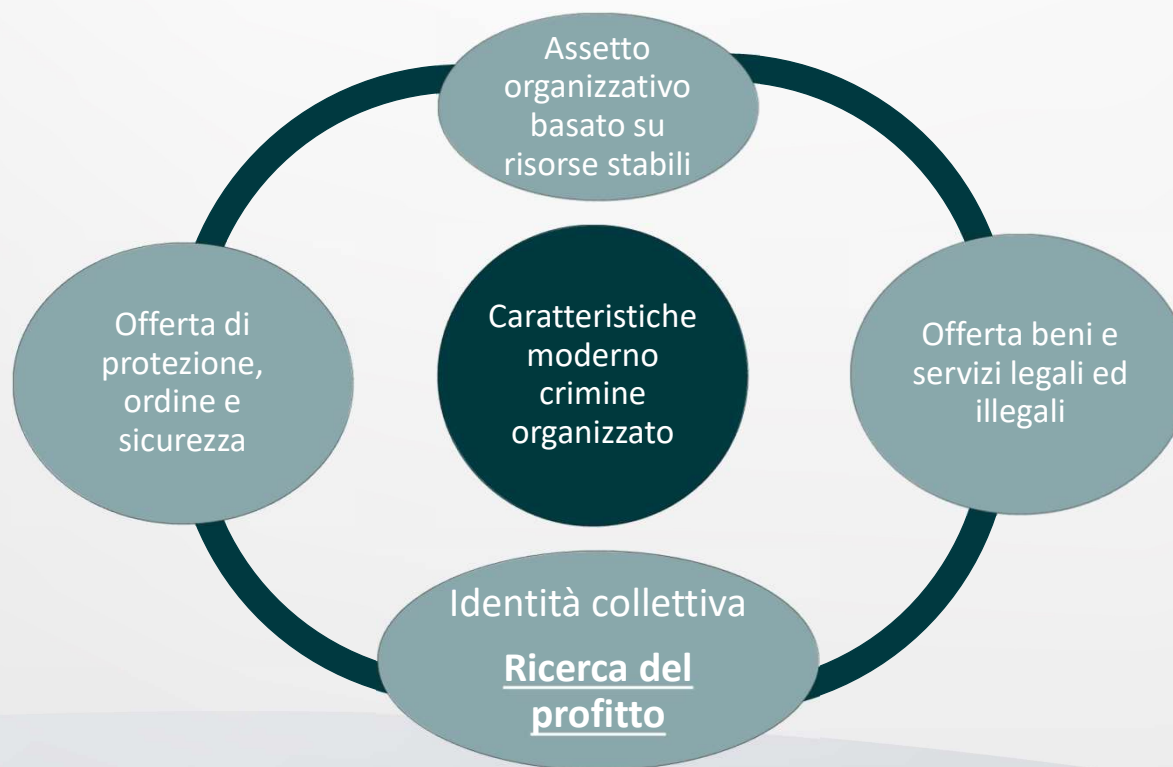 Assetto
organizzativo
basato su
risorse stabili
Offerta di
protezione,
ordine e
sicurezza
Caratteristiche
moderno
crimine
organizzato
Offerta beni e
servizi legali ed
illegali
Identità collettiva
Ricerca del
profitto